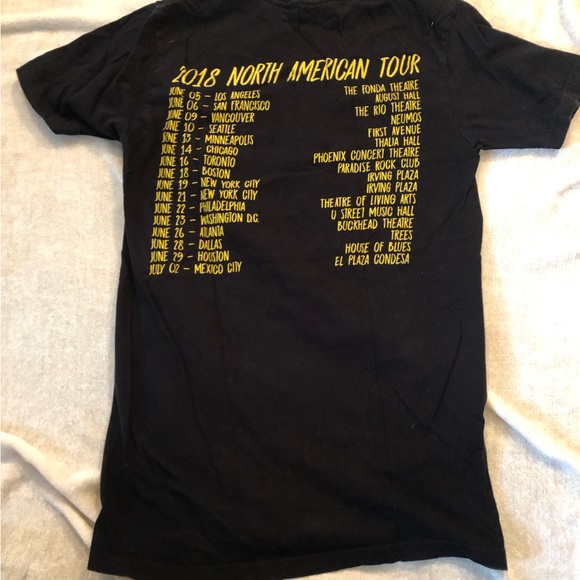 2018 NORTH AMERICAN TOUR
JUNE 05 - LOS ANGELES THE FONDA THEATRE
JUNE 06 - SAN FRANCISCO AUGUST HALL
JUNE 09 - VANCOUVER THE RIO THEATRE
JUNE 10 - SEATTLE NEUMOS
JUNE 13 - MINNEAPOLIS FIRST AVENUE
JUNE 14 - CHICAGO THALIA HALL
JUNE 16 - TORONTO PHOENIX CONCERT THEATRE
JUNE 18 - BOSTON PARADISE ROCK CLUB
JUNE 19 - NEW YORK CITY IRVING PLAZA
JUNE 21 - NEW YORK CITY IRVING PLAZA
JUNE 22 - PHILADELPHIA THEATRE OF LIVING ARTS
JUNE 23 - WASHINGTON D.C. U STREET MUSIC HALL
JUNE 26 - ATLANTA BUCKHEAD THEATRE
JUNE 28 - DALLAS TREES
JUNE 29 - HOUSTON HOUSE OF BLUES
JULY 02 - MEXICO CITY EL PLAZA CONDESA